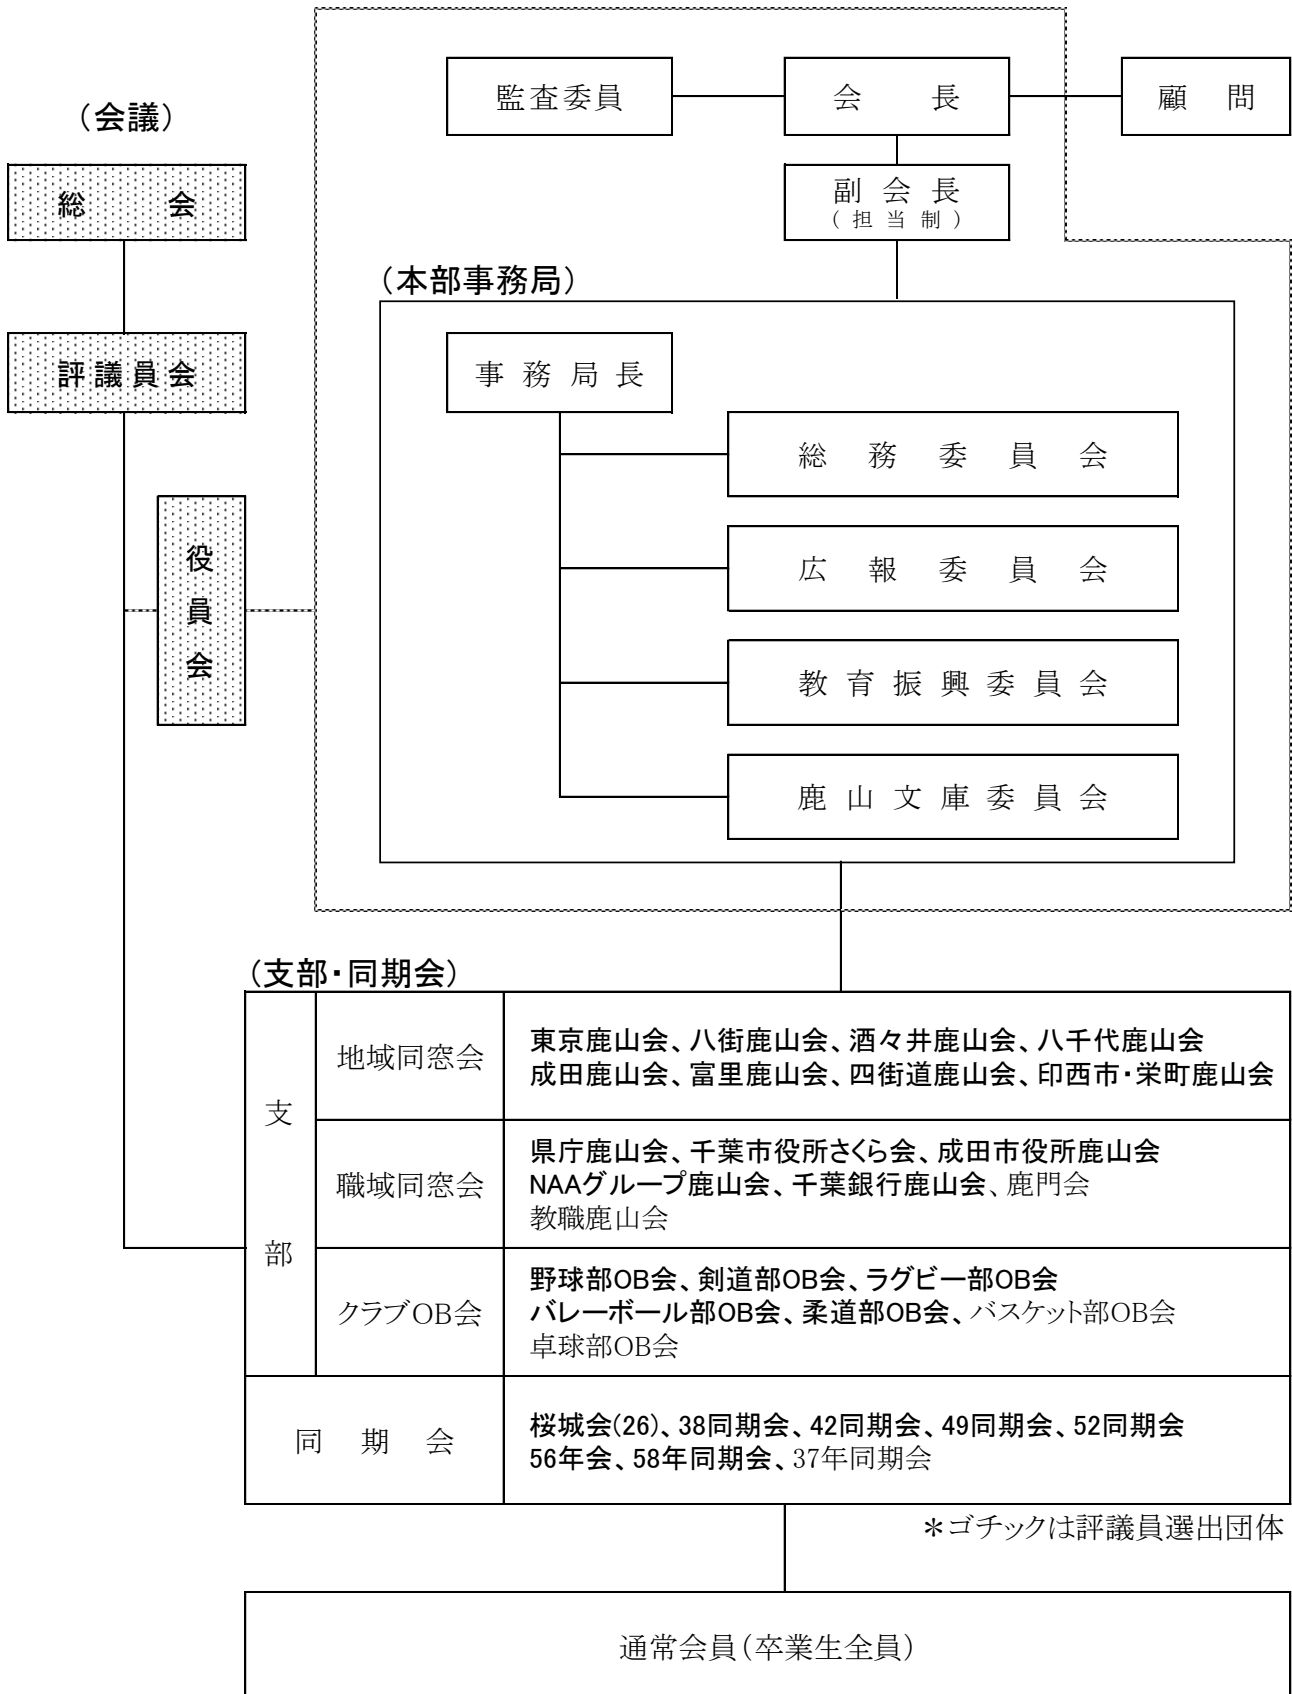 監査委員
会長
顧問
(会議)
総会
副会長
(担当制)
(本部事務局)
評議員会
事務局長
総務委員会
役員会
広報委員会
教育振興委員会
鹿山文庫委員会
(支部・同期会)
支部
地域同窓会
東京鹿山会、八街鹿山会、酒々井鹿山会、八千代鹿山会
成田鹿山会、富里鹿山会、四街道鹿山会、印西市・栄町鹿山会
職域同窓会
県庁鹿山会、千葉市役所さくら会、成田市役所鹿山会
NAAグループ鹿山会、千葉銀行鹿山会、鹿門会
教職鹿山会
クラブOB会
野球部OB会、剣道部OB会、ラグビー部OB会
バレーボール部OB会、柔道部OB会、バスケット部OB会
卓球部OB会
同期会
桜城会(26)、38同期会、42同期会、49同期会、52同期会
56年会、58年同期会、37年同期会
＊ゴチックは評議員選出団体
通常会員(卒業生全員)